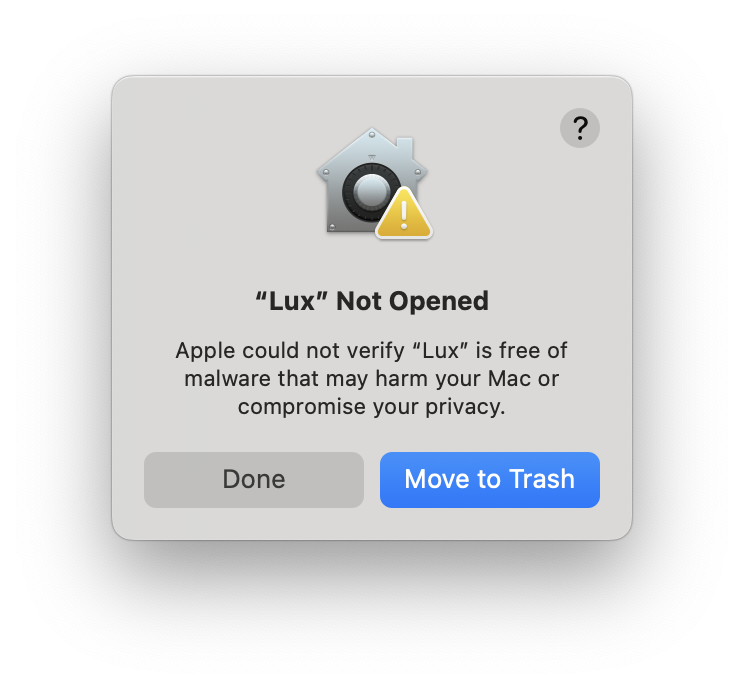 ?
“Lux” Not Opened
Apple could not verify “Lux” is free of
malware that may harm your Mac or
compromise your privacy.
Done
Move to Trash